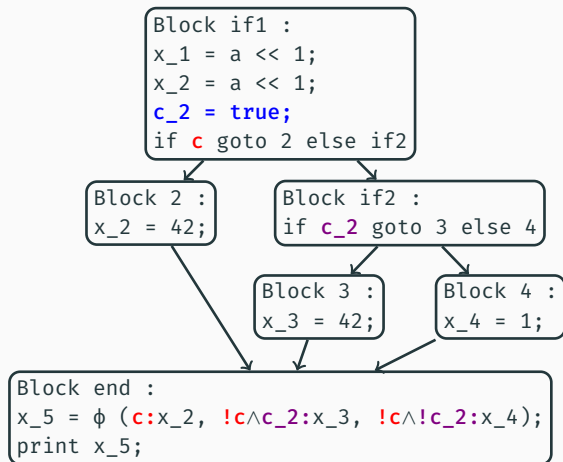 Block if1 :
x_1 = a << 1;
x_2 = a << 1;
c_2 = true;
if c goto 2 else if2
Block 2 :
x_2 = 42;
Block if2 :
if c_2 goto 3 else 4
Block 3 :
x_3 = 42;
Block 4 :
x_4 = 1;
Block end :
x_5 = ϕ (c:x_2, !c∧c_2:x_3, !c∧!c_2:x_4);
print x_5;